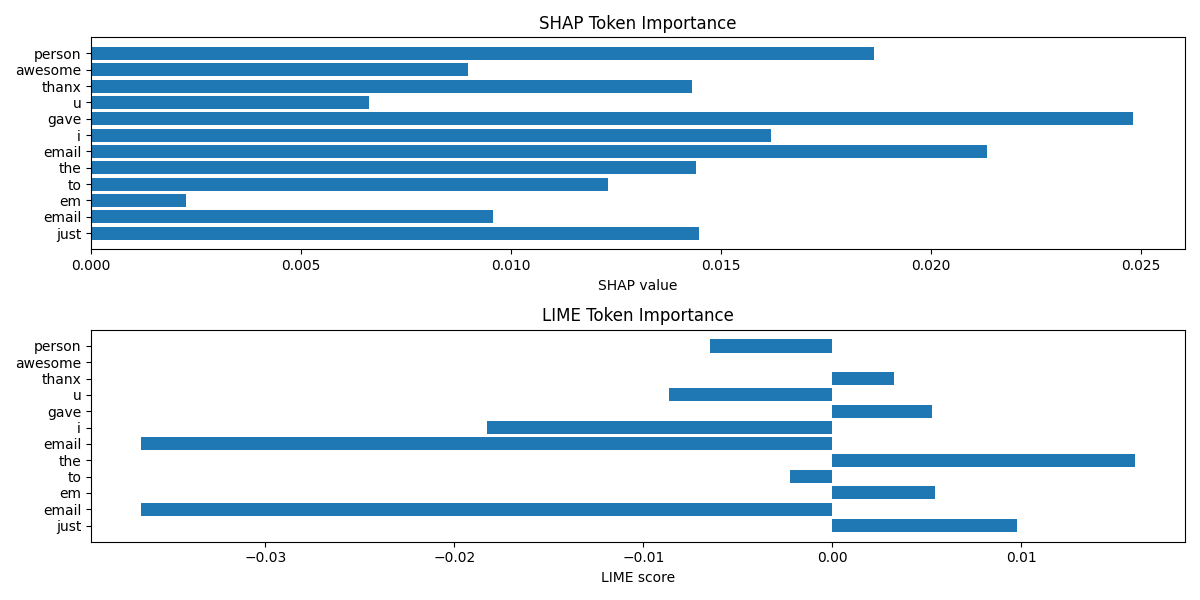 SHAP Token Importance
person
awesome
thanx
u
gave
i
email
the
to
em
email
just
0.000 0.005 0.010 0.015 0.020 0.025
SHAP value
LIME Token Importance
person
awesome
thanx
u
gave
i
email
the
to
em
email
just
−0.03 −0.02 −0.01 0.00 0.01
LIME score